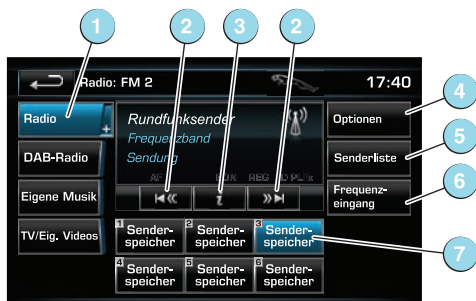 1
2
3
2
Radio: FM 2
17:40
4
Radio
Rundfunksender
Frequenzband
Sendung
Optionen
5
DAB-Radio
Senderliste
6
Eigene Musik
i
Frequenz-
eingang
TV/Eig. Videos
1 Sender-
speicher
2 Sender-
speicher
3 Sender-
speicher
7
4 Sender-
speicher
5 Sender-
speicher
6 Sender-
speicher